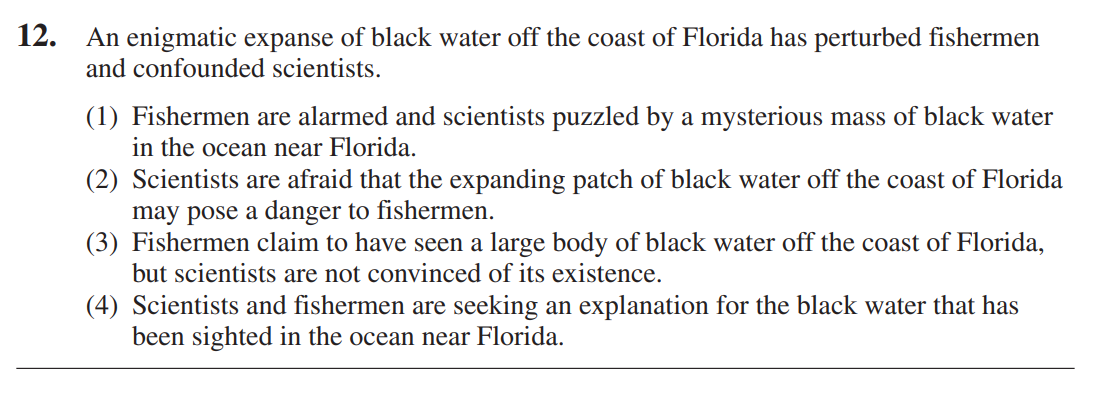 12. An enigmatic expanse of black water off the coast of Florida has perturbed fishermen
and confounded scientists.
(1) Fishermen are alarmed and scientists puzzled by a mysterious mass of black water
in the ocean near Florida.
(2) Scientists are afraid that the expanding patch of black water off the coast of Florida
may pose a danger to fishermen.
(3) Fishermen claim to have seen a large body of black water off the coast of Florida,
but scientists are not convinced of its existence.
(4) Scientists and fishermen are seeking an explanation for the black water that has
been sighted in the ocean near Florida.